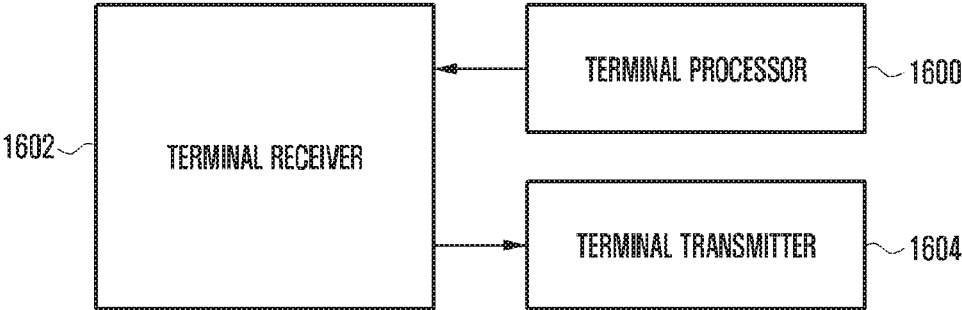 TERMINAL PROCESSOR
1600
1602
TERMINAL RECEIVER
TERMINAL TRANSMITTER
1604